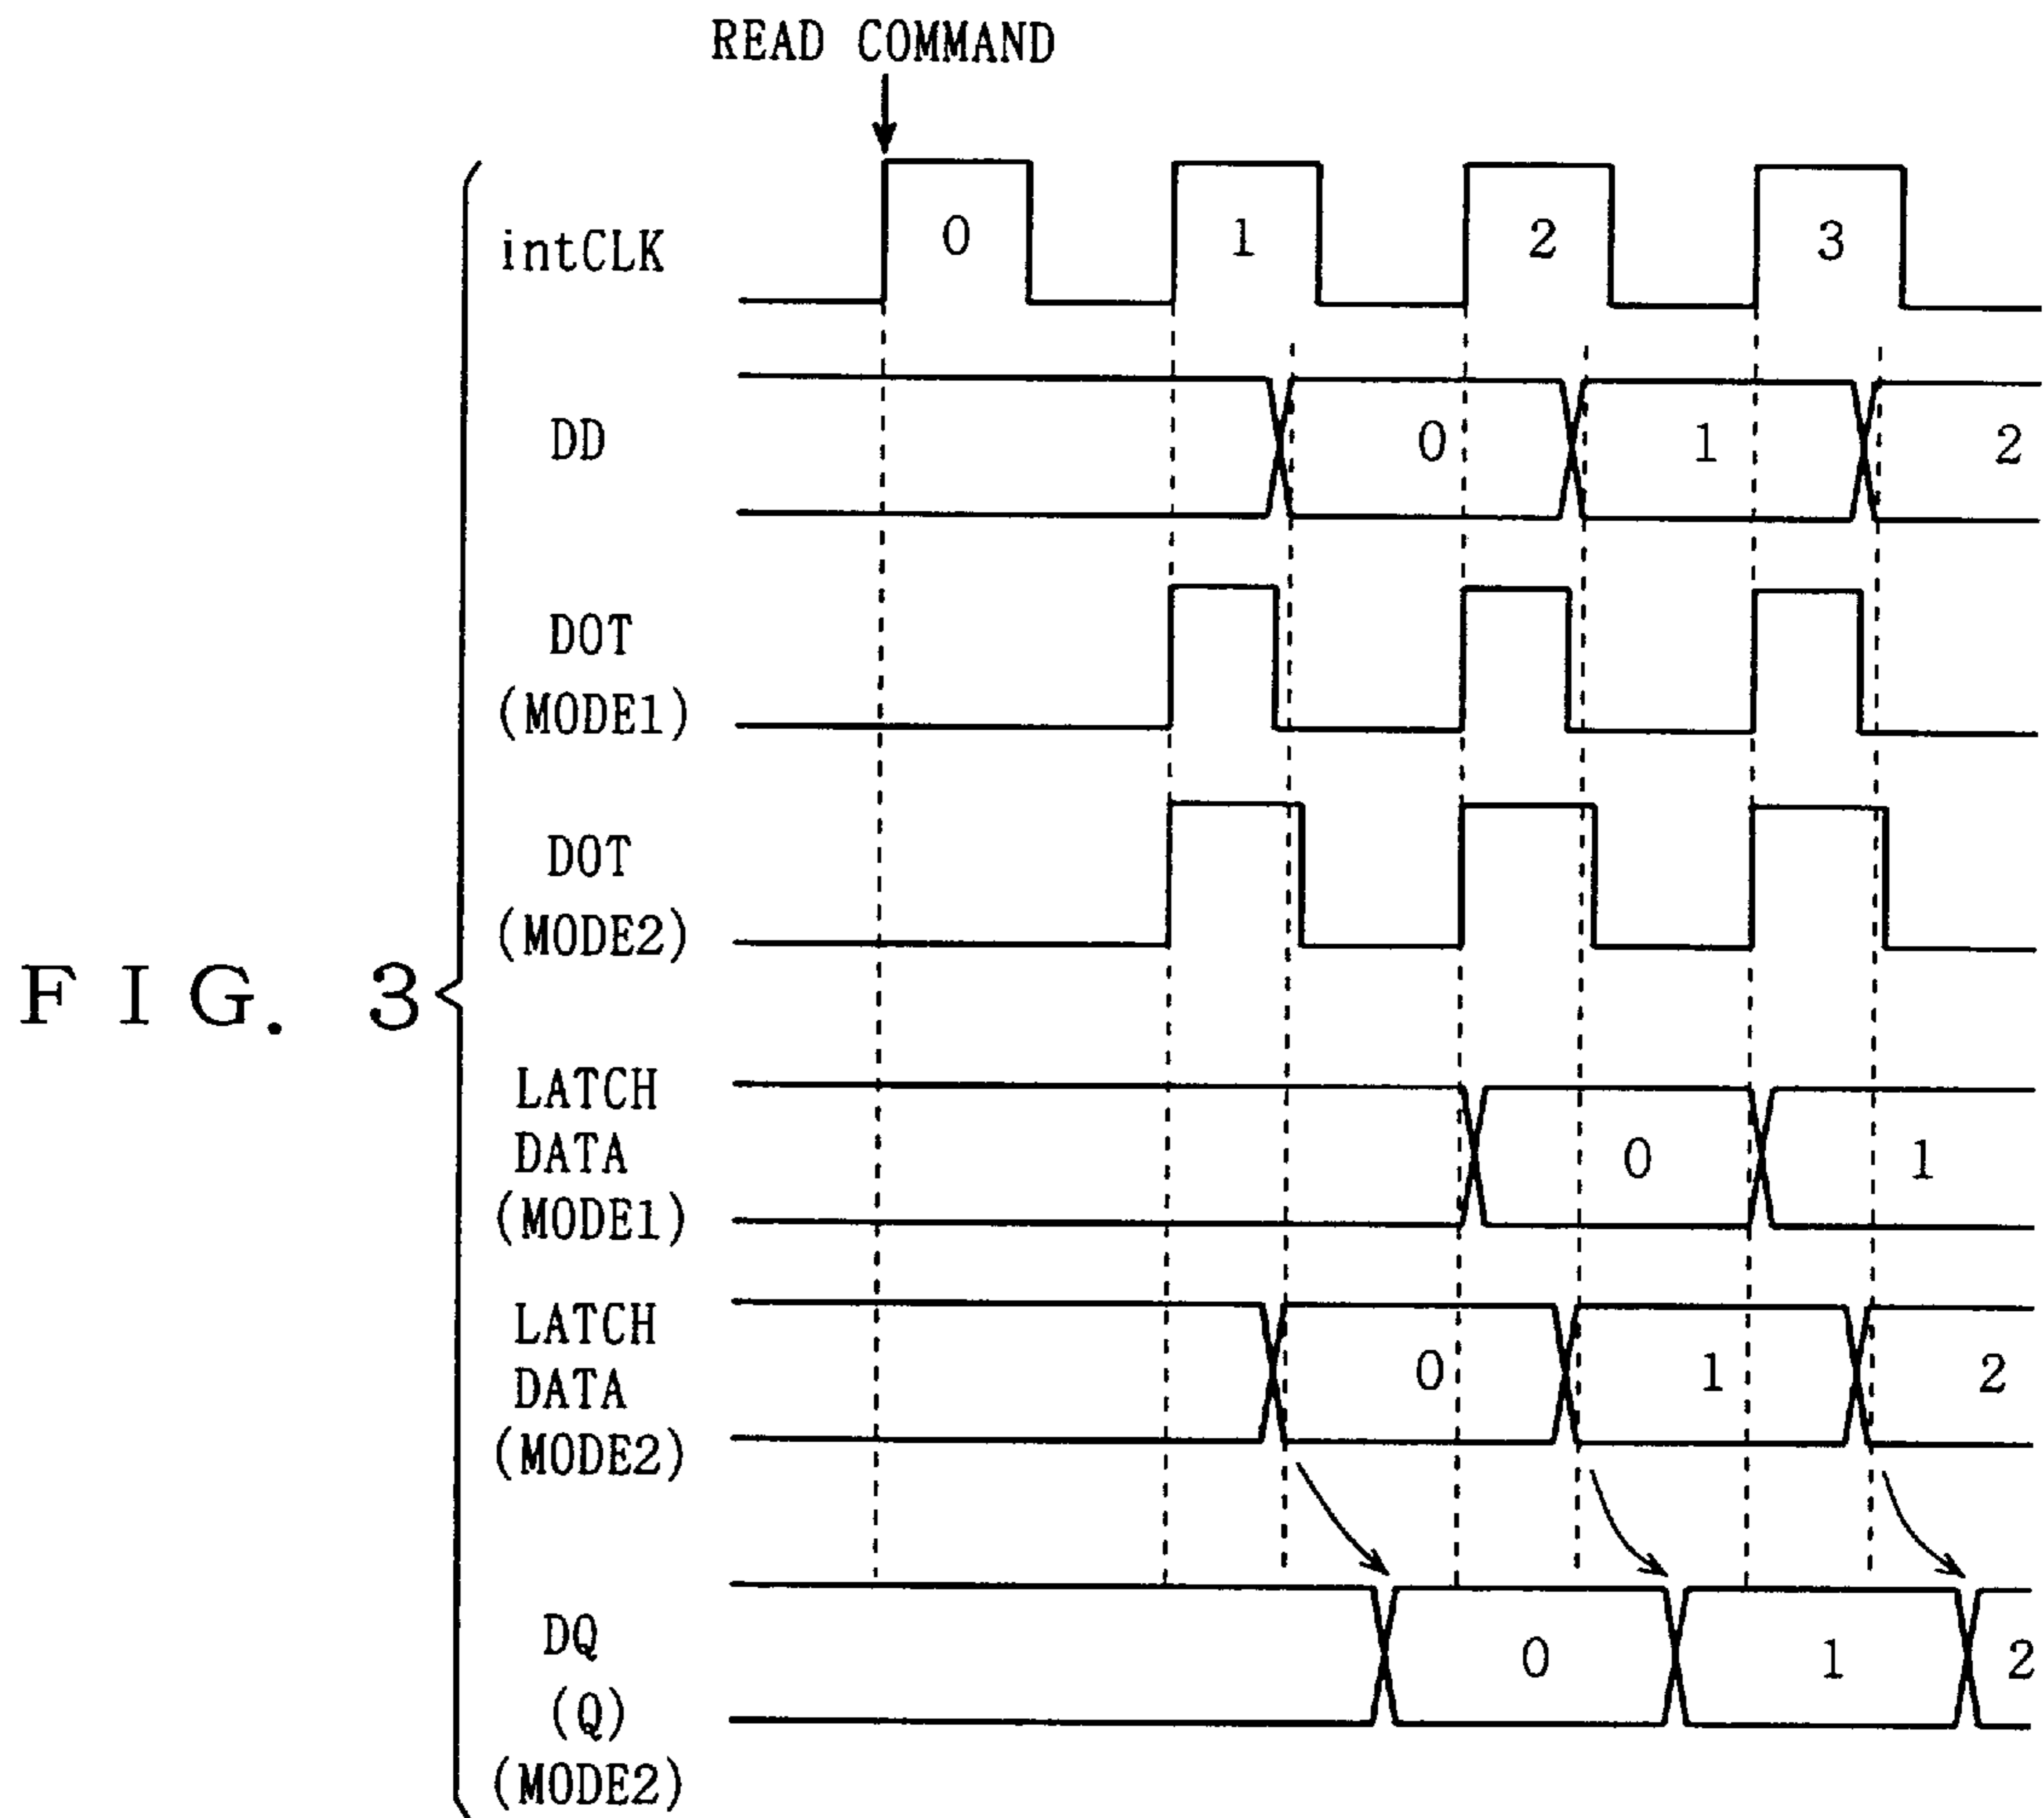 READ COMMAND
intCLK
0 1 2 3
DD
0 1 2
DOT
(MODE1)
DOT
(MODE2)
FIG. 3
LATCH
DATA
(MODE1)
0 1
LATCH
DATA
(MODE2)
0 1 2
DQ
(Q)
(MODE2)
0 1 2